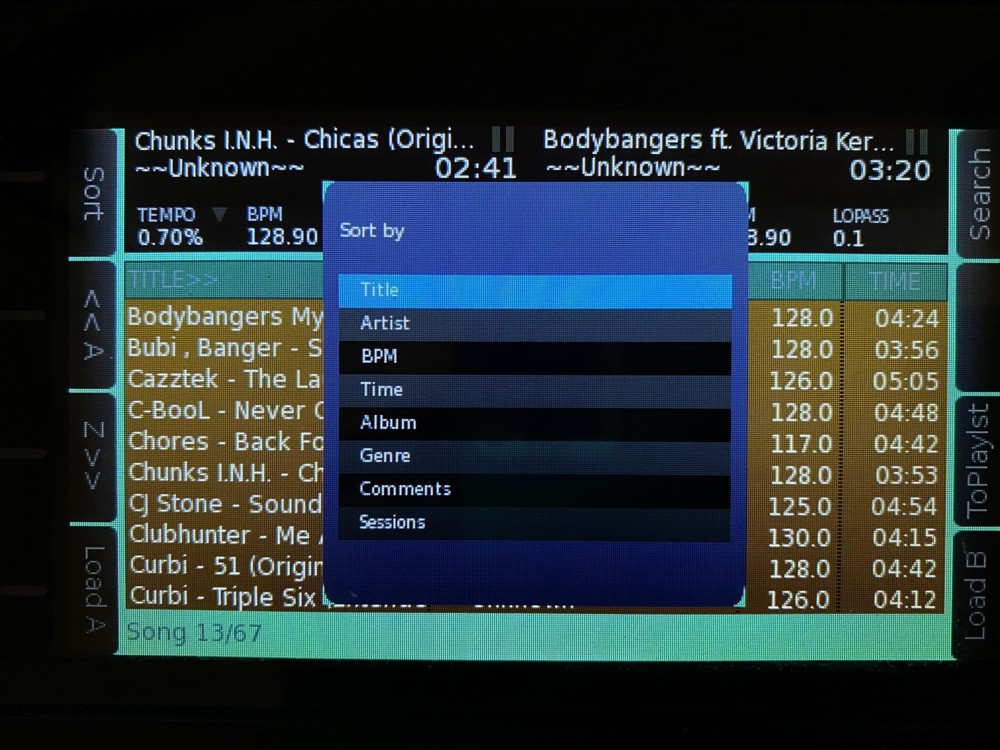 Chunks I.N.H. - Chicas (Origi... Bodybangers ft. Victoria Ker...
~~Unknown~~ 02:41 ~~Unknown~~ 03:20
TEMPO BPM LOPASS
0.70% 128.90 3.90 0.1
Sort
<< A
Z >>
Load A
Search
ToPlaylst
Load B
Sort by
Title
Artist
BPM
Time
Album
Genre
Comments
Sessions
TITLE>> BPM TIME
Bodybangers My 128.0 04:24
Bubi , Banger - S 128.0 03:56
Cazztek - The La 126.0 05:05
C-BooL - Never 128.0 04:48
Chores - Back Fo 117.0 04:42
Chunks I.N.H. - Ch 128.0 03:53
CJ Stone - Sound 125.0 04:54
Clubhunter - Me 130.0 04:15
Curbi - 51 (Origin 128.0 04:42
Curbi - Triple Six 126.0 04:12
Song 13/67